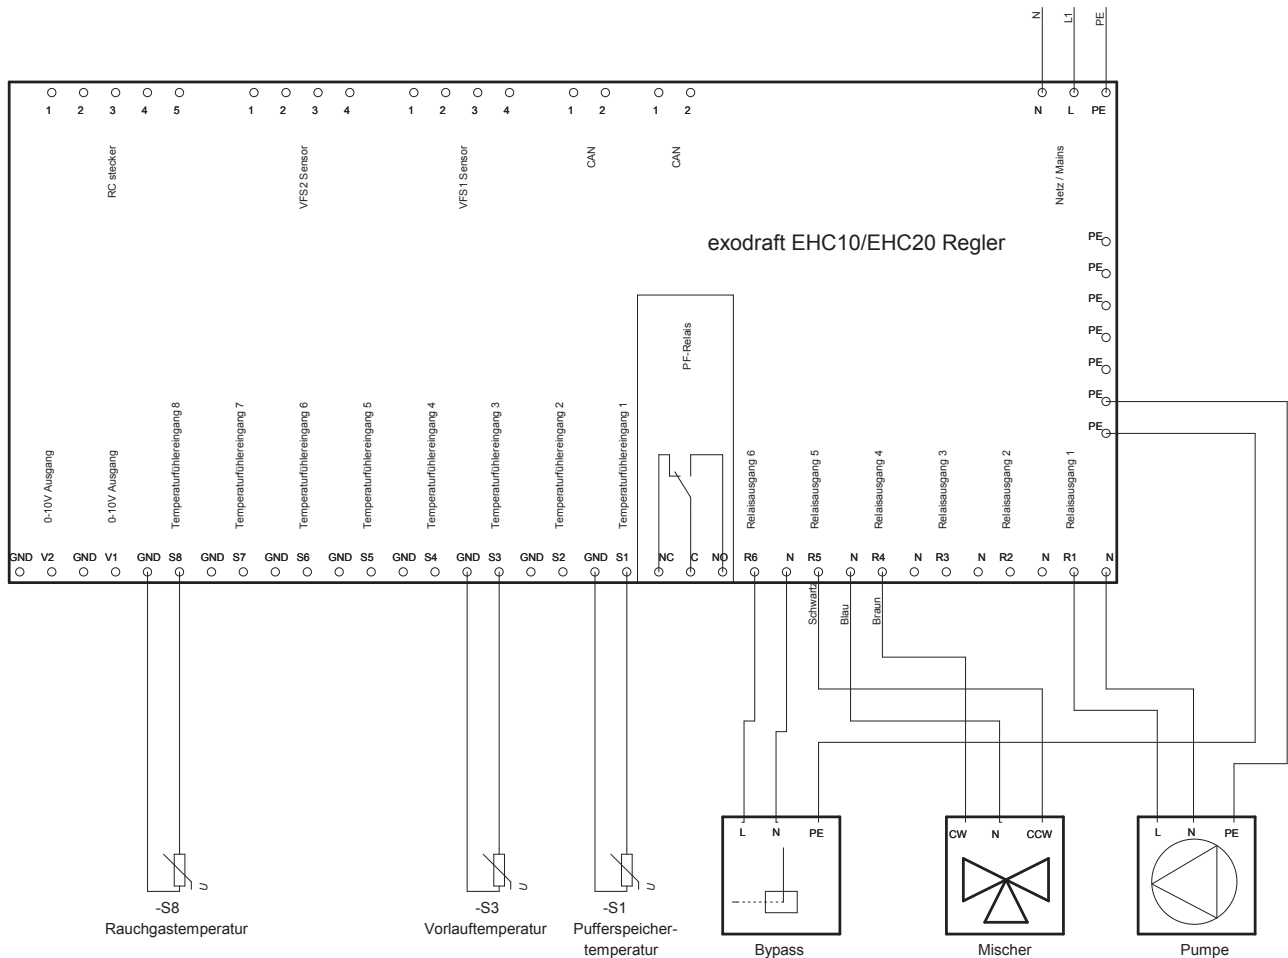 N L1 PE
1 2 3 4 5 1 2 3 4 1 2 3 4 1 2 1 2 N L PE
RC stecker
VFS2 Sensor
VFS1 Sensor
CAN
CAN
Netz / Mains
exodraft EHC10/EHC20 Regler
PE
PE
PE
PE
PE
PE
PE
PF-Relais
0-10V Ausgang
0-10V Ausgang
Temperaturfühlereingang 8
Temperaturfühlereingang 7
Temperaturfühlereingang 6
Temperaturfühlereingang 5
Temperaturfühlereingang 4
Temperaturfühlereingang 3
Temperaturfühlereingang 2
Temperaturfühlereingang 1
Relaisausgang 6
Relaisausgang 5
Relaisausgang 4
Relaisausgang 3
Relaisausgang 2
Relaisausgang 1
GND V2 GND V1 GND S8 GND S7 GND S6 GND S5 GND S4 GND S3 GND S2 GND S1 NC C NO R6 N R5 N R4 N R3 N R2 N R1 N
Schwartz
Blau
Braun
L N PE
CW N CCW
L N PE
U
U
U
-S8
Rauchgastemperatur
-S3
Vorlauftemperatur
-S1
Pufferspeicher-
temperatur
Bypass
Mischer
Pumpe